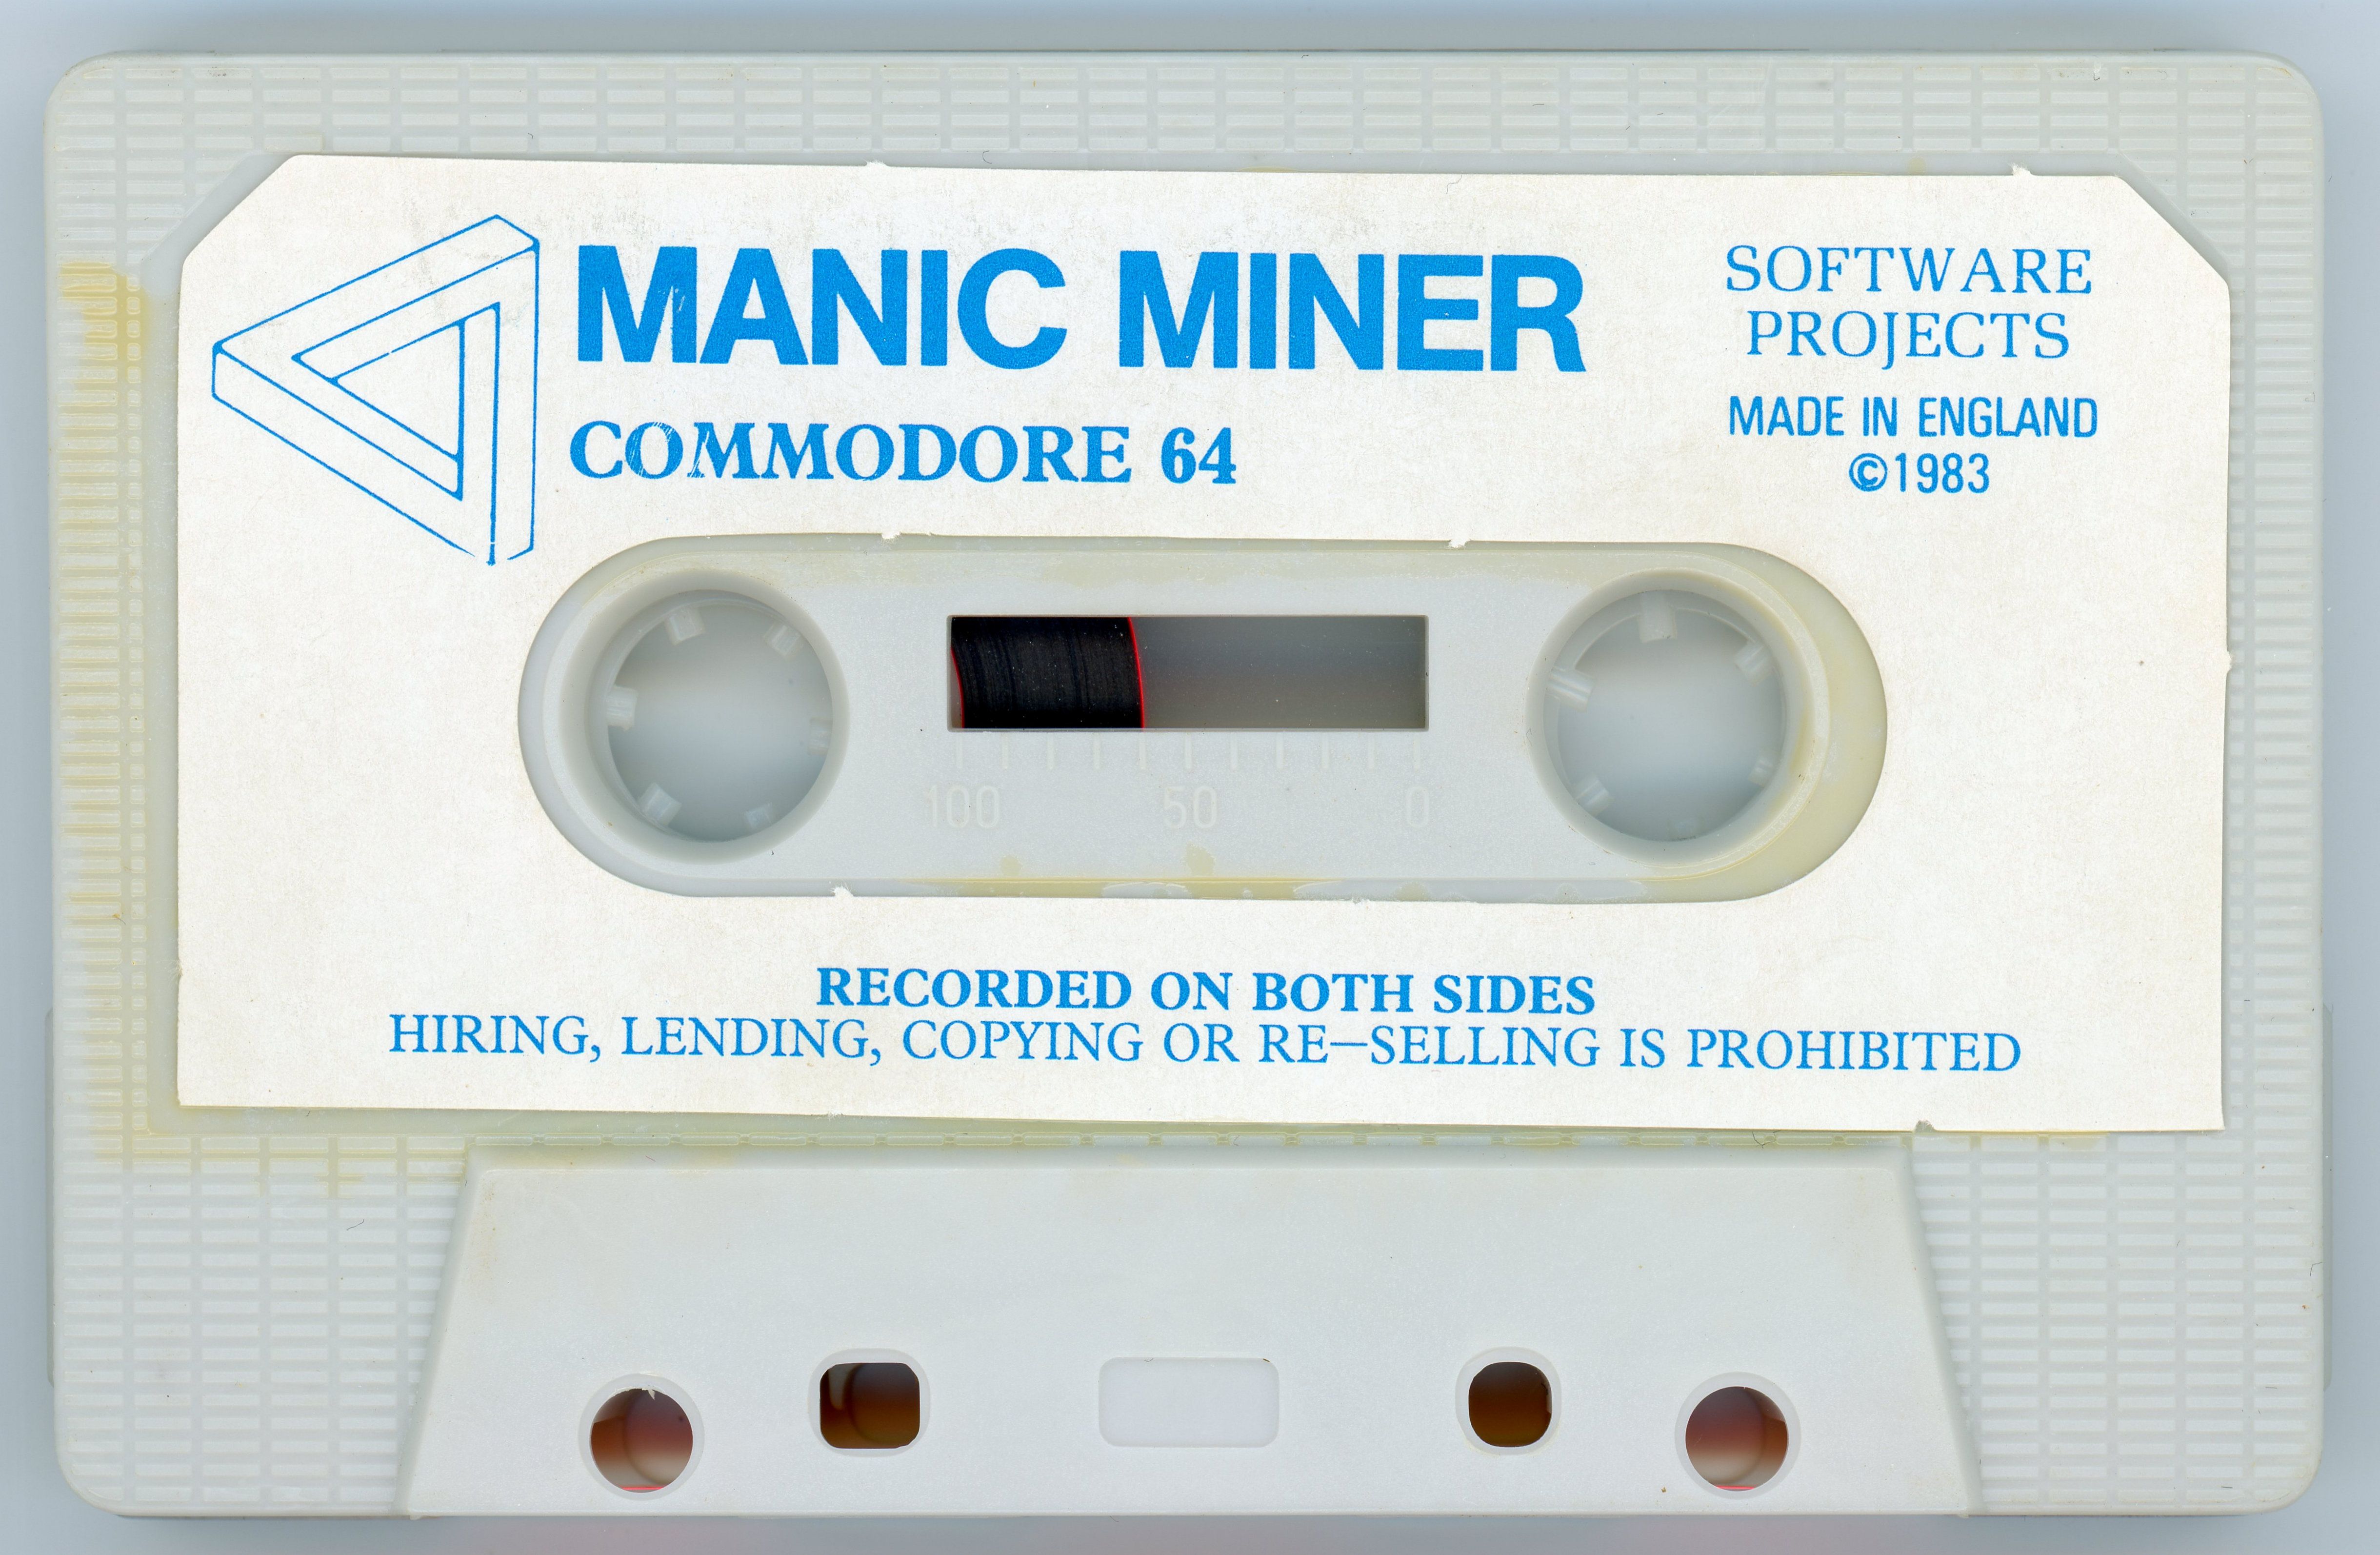 MANIC MINER
COMMODORE 64
SOFTWARE
PROJECTS
MADE IN ENGLAND
©1983
100 50 0
RECORDED ON BOTH SIDES
HIRING, LENDING, COPYING OR RE—SELLING IS PROHIBITED